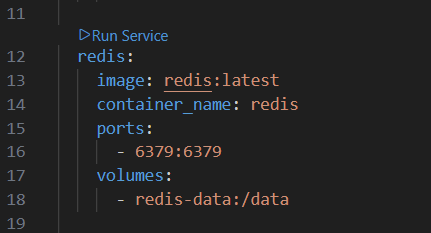 11
▷Run Service
12 redis:
13 image: redis:latest
14 container_name: redis
15 ports:
16 - 6379:6379
17 volumes:
18 - redis-data:/data
19